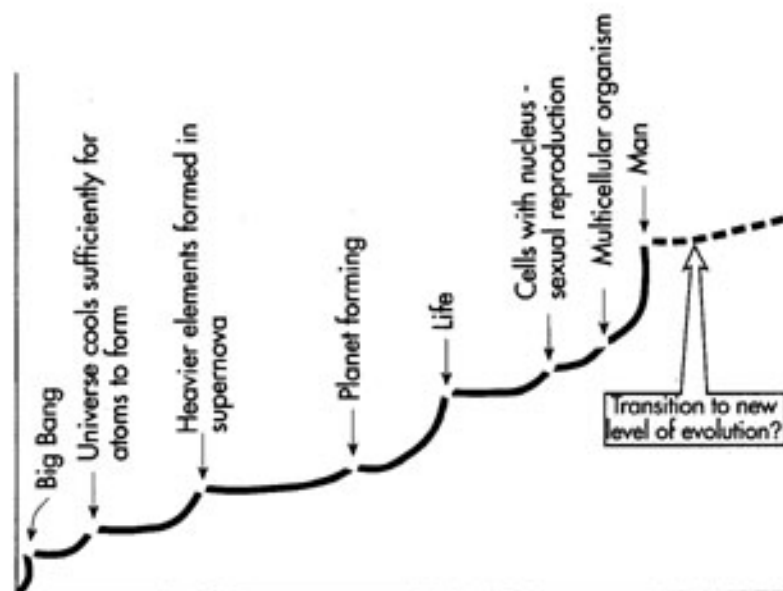 Big Bang
Universe cools sufficiently for
atoms to form
Heavier elements formed in
supernova
Planet forming
Life
Cells with nucleus -
sexual reproduction
Multicellular organism
Man
Transition to new
level of evolution?